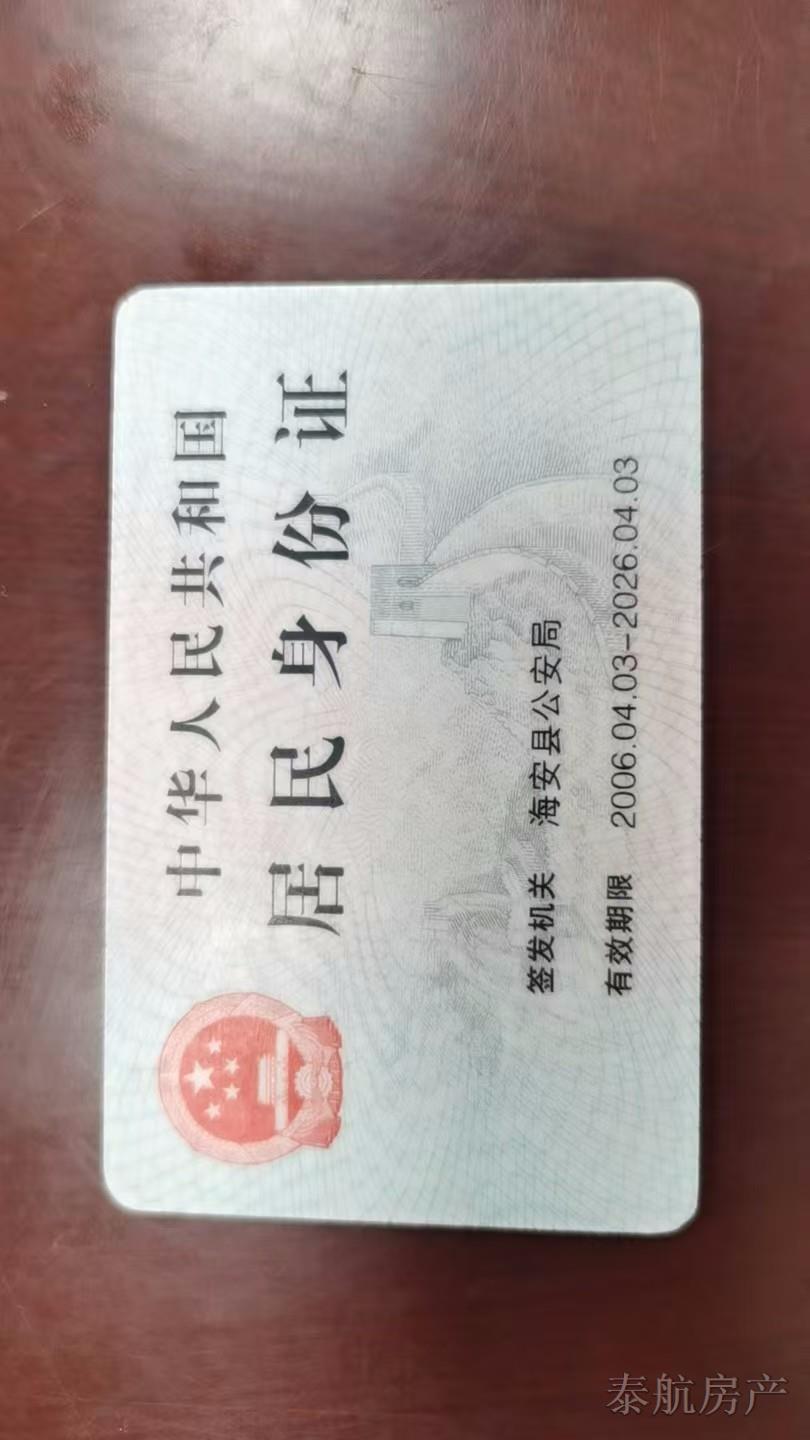 中华人民共和国
居民身份证
签发机关 海安县公安局
有效期限 2006.04.03-2026.04.03
泰航房产